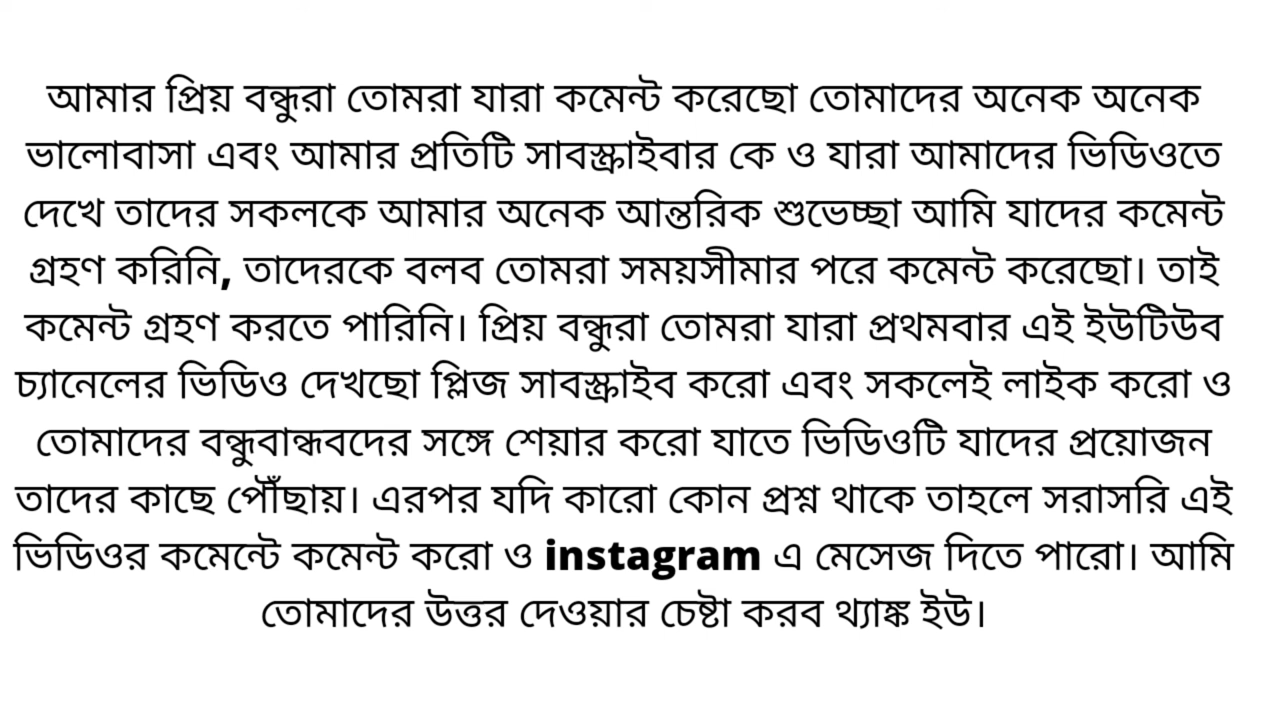 আমার প্রিয় বন্ধুরা তোমরা যারা কমেন্ট করেছো তোমাদের অনেক অনেক
ভালোবাসা এবং আমার প্রতিটি সাবস্ক্রাইবার কে ও যারা আমাদের ভিডিওতে
দেখে তাদের সকলকে আমার অনেক আন্তরিক শুভেচ্ছা আমি যাদের কমেন্ট
গ্রহণ করিনি, তাদেরকে বলব তোমরা সময়সীমার পরে কমেন্ট করেছো। তাই
কমেন্ট গ্রহণ করতে পারিনি। প্রিয় বন্ধুরা তোমরা যারা প্রথমবার এই ইউটিউব
চ্যানেলের ভিডিও দেখছো প্লিজ সাবস্ক্রাইব করো এবং সকলেই লাইক করো ও
তোমাদের বন্ধুবান্ধবদের সঙ্গে শেয়ার করো যাতে ভিডিওটি যাদের প্রয়োজন
তাদের কাছে পৌঁছায়। এরপর যদি কারো কোন প্রশ্ন থাকে তাহলে সরাসরি এই
ভিডিওর কমেন্টে কমেন্ট করো ও instagram এ মেসেজ দিতে পারো। আমি
তোমাদের উত্তর দেওয়ার চেষ্টা করব থ্যাঙ্ক ইউ।